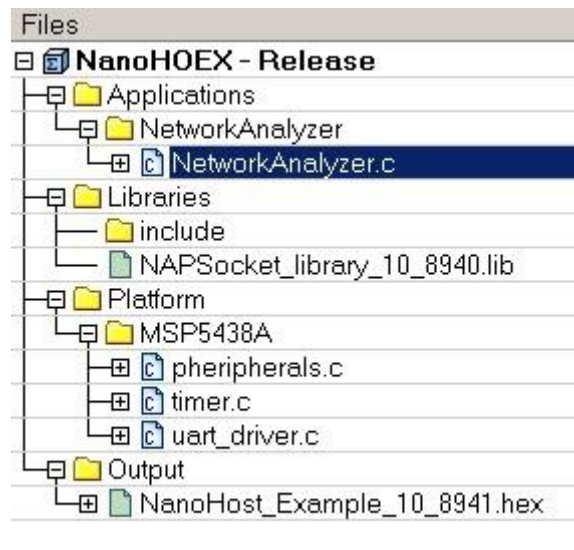 Files
NanoHOEX - Release
Applications
NetworkAnalyzer
NetworkAnalyzer.c
Libraries
include
NAPSocket_library_10_8940.lib
Platform
MSP5438A
pheripherals.c
timer.c
uart_driver.c
Output
NanoHost_Example_10_8941.hex